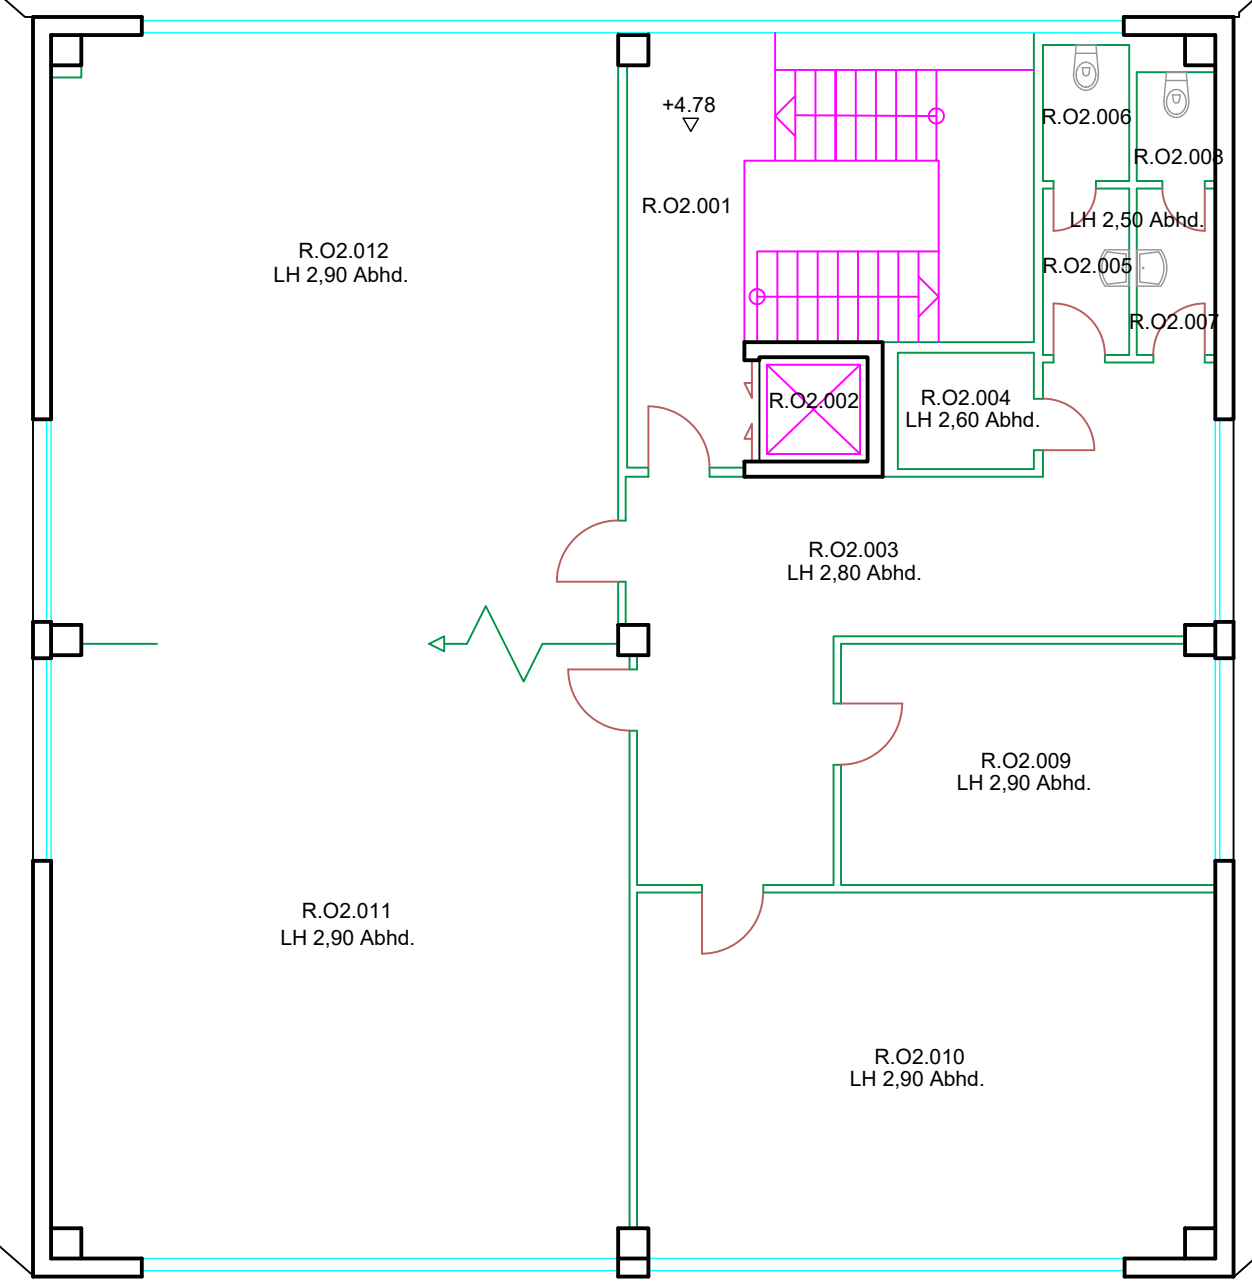 +4.78
R.O2.006
R.O2.008
R.O2.001
LH 2,50 Abhd.
R.O2.012
LH 2,90 Abhd.
R.O2.005
R.O2.007
R.O2.002
R.O2.004
LH 2,60 Abhd.
R.O2.003
LH 2,80 Abhd.
R.O2.009
LH 2,90 Abhd.
R.O2.011
LH 2,90 Abhd.
R.O2.010
LH 2,90 Abhd.